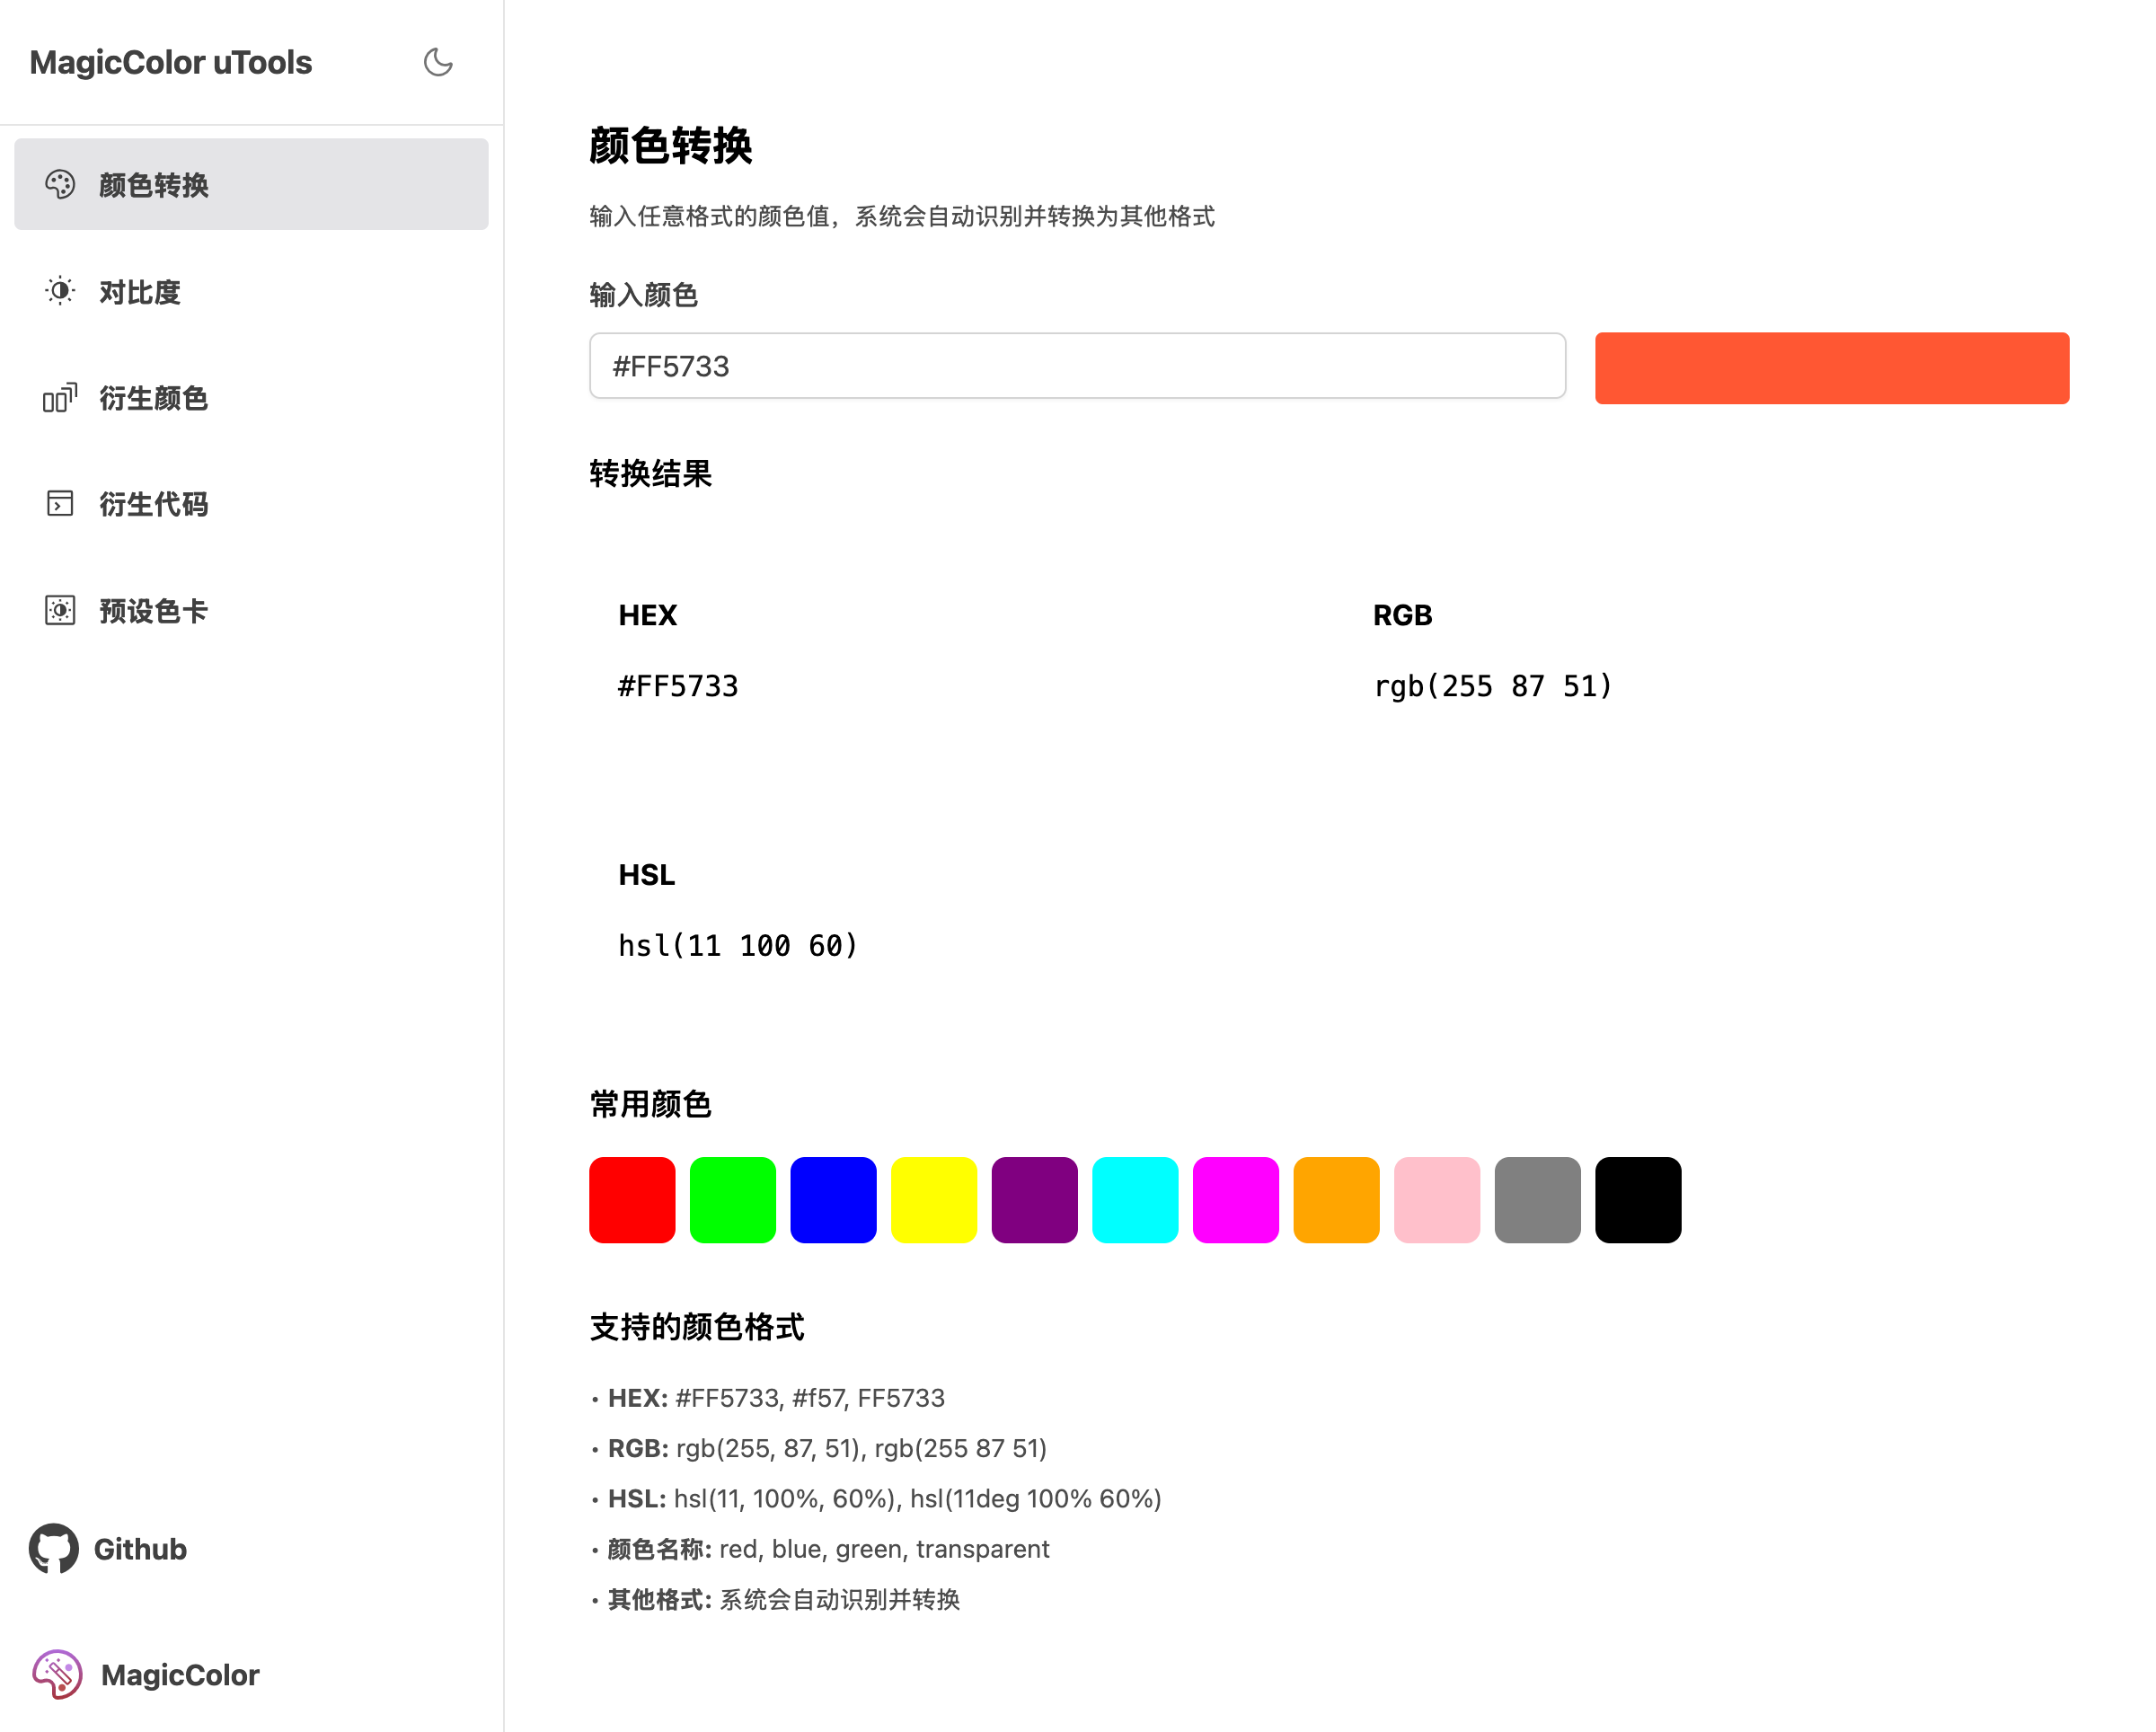 MagicColor uTools
颜色转换
对比度
衍生颜色
衍生代码
预设色卡
Github
MagicColor
颜色转换
输入任意格式的颜色值，系统会自动识别并转换为其他格式
输入颜色
#FF5733
转换结果
HEX
#FF5733
RGB
rgb(255 87 51)
HSL
hsl(11 100 60)
常用颜色
支持的颜色格式
• HEX: #FF5733, #f57, FF5733
• RGB: rgb(255, 87, 51), rgb(255 87 51)
• HSL: hsl(11, 100%, 60%), hsl(11deg 100% 60%)
• 颜色名称: red, blue, green, transparent
• 其他格式: 系统会自动识别并转换